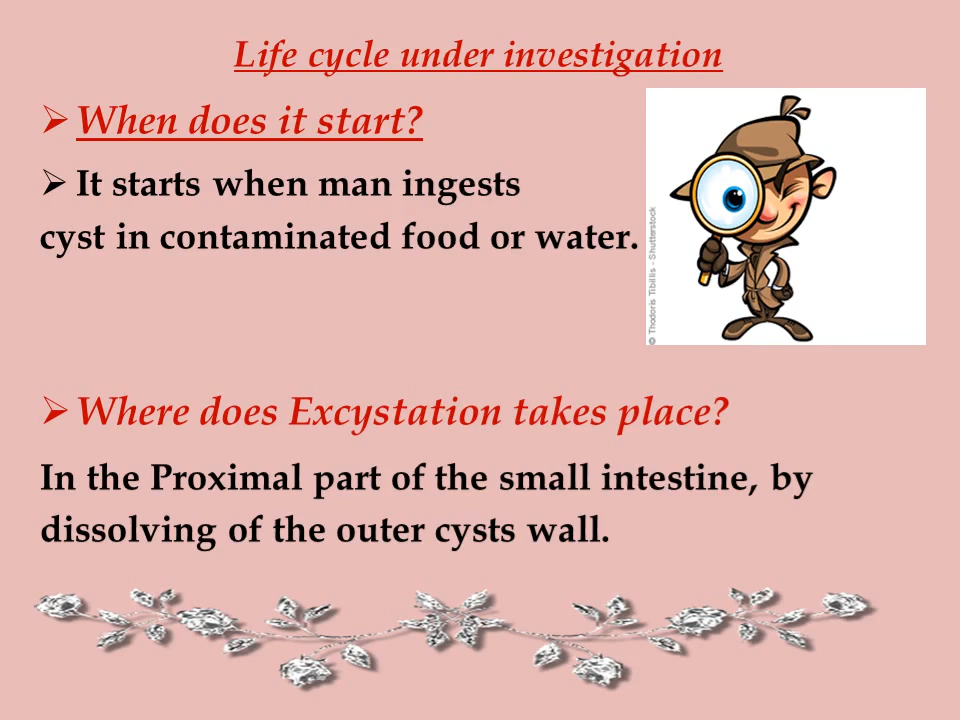 Life cycle under investigation
➢ When does it start?
➢ It starts when man ingests
cyst in contaminated food or water.
© Thodoris Tibilis - Shutterstock
➢ Where does Excystation takes place?
In the Proximal part of the small intestine, by
dissolving of the outer cysts wall.